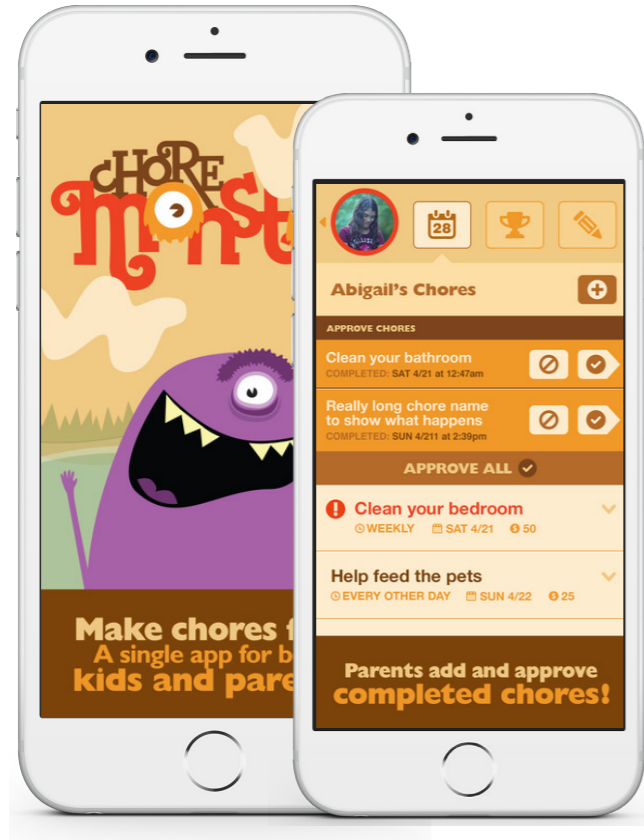 CHORE
Monst
Make chores f
A single app for b
kids and pare
28
Abigail's Chores
APPROVE CHORES
Clean your bathroom
COMPLETED: SAT 4/21 at 12:47am
Really long chore name
to show what happens
COMPLETED: SUN 4/211 at 2:39pm
APPROVE ALL
Clean your bedroom
WEEKLY SAT 4/21 50
Help feed the pets
EVERY OTHER DAY SUN 4/22 25
Parents add and approve
completed chores!